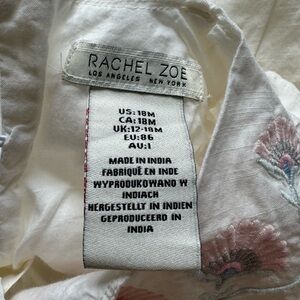 RACHEL ZOE
LOS ANGELES NEW YORK
US: 18M
CA: 18M
UK: 12-18M
EU: 86
AU: 1
MADE IN INDIA
FABRIQUÉ EN INDE
WYPRODUKOWANO W
INDIACH
HERGESTELLT IN INDIEN
GEPRODUCEERD IN
INDIA